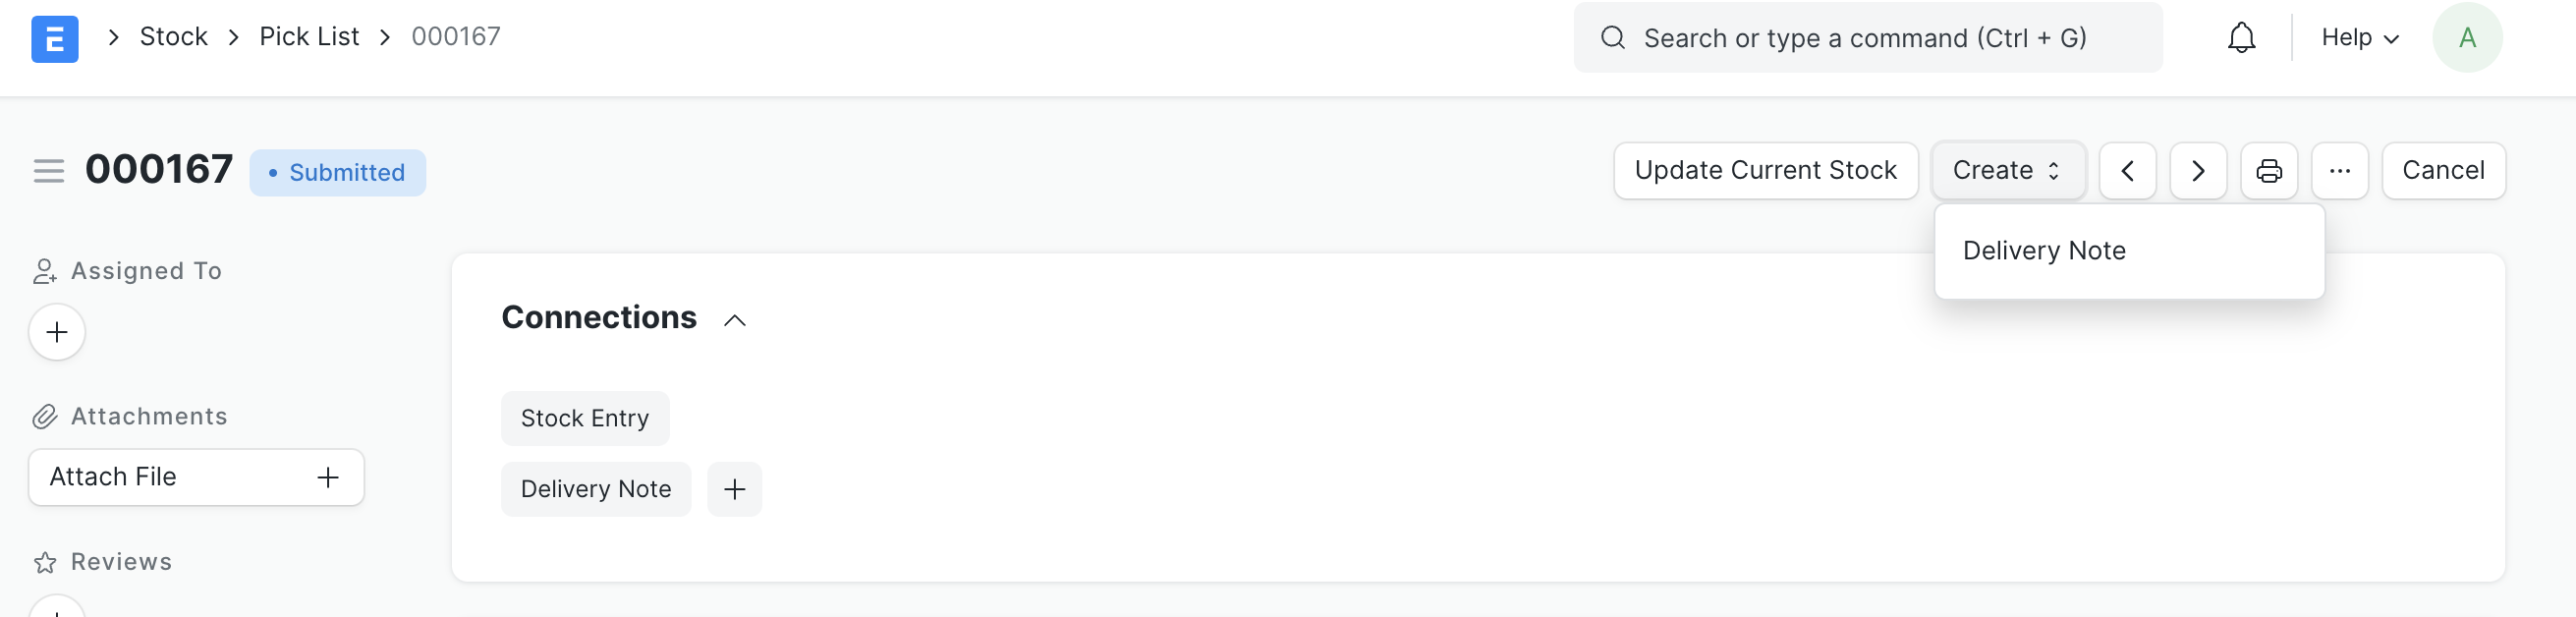 E Stock Pick List 000167 Search or type a command (Ctrl + G) Help A
000167 Submitted Update Current Stock Create ... Cancel
Delivery Note
Assigned To
Connections
Attachments
Stock Entry
Attach File
Delivery Note
Reviews